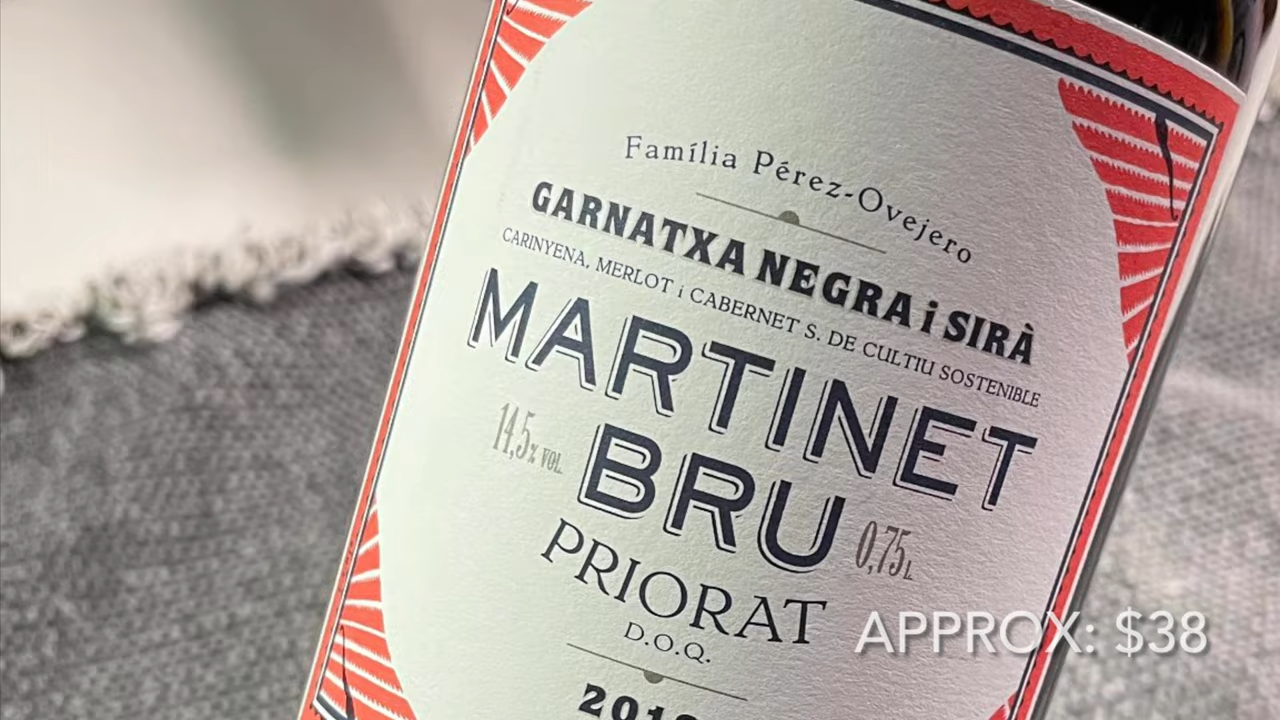 Família Pérez-Ovejero
GARNATXA NEGRA i SIRÀ
CARINYENA, MERLOT i CABERNET S. DE CULTIU SOSTENIBLE
MARTINET
14,5% VOL.
BRU
0,75L
PRIORAT
D.O.Q.
APPROX: $38